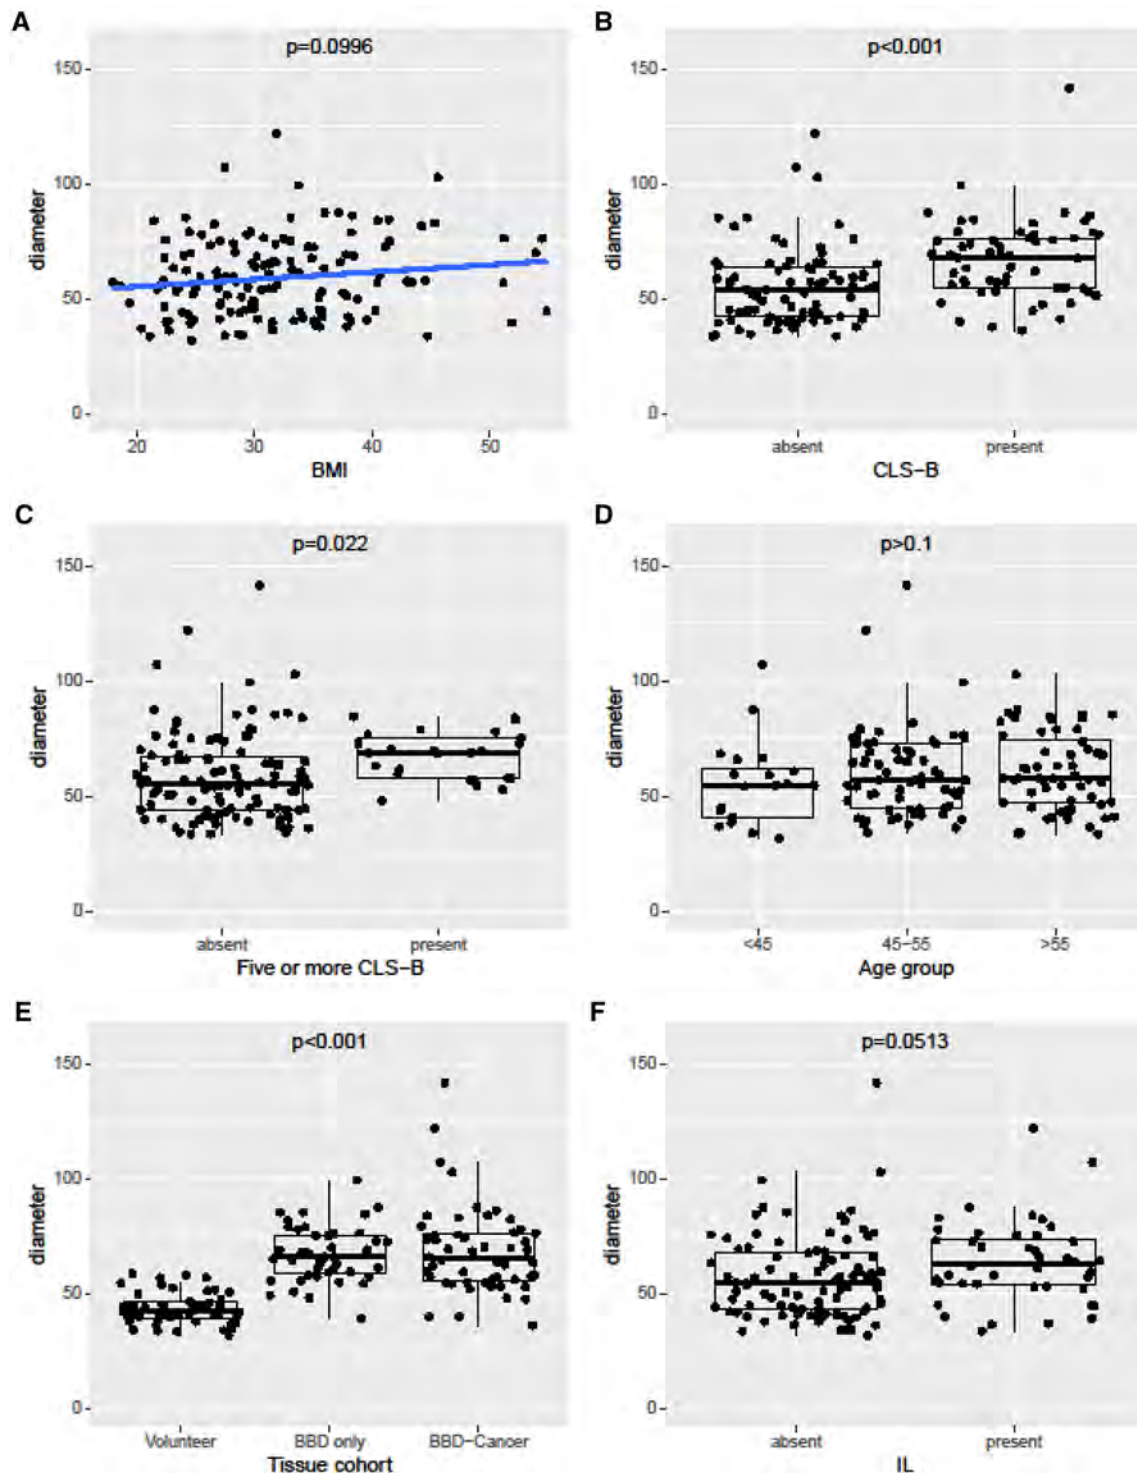 A
B
p=0.0996
p<0.001
150
100
50
0
diameter
20
30
40
50
BMI
150
100
50
0
diameter
absent
present
CLS-B
C
D
p=0.022
p>0.1
150
100
50
0
diameter
absent
present
Five or more CLS-B
150
100
50
0
diameter
<45
45-55
>55
Age group
E
F
p<0.001
p=0.0513
150
100
50
0
diameter
Volunteer
BBD only
BBD-Cancer
Tissue cohort
150
100
50
0
diameter
absent
present
IL